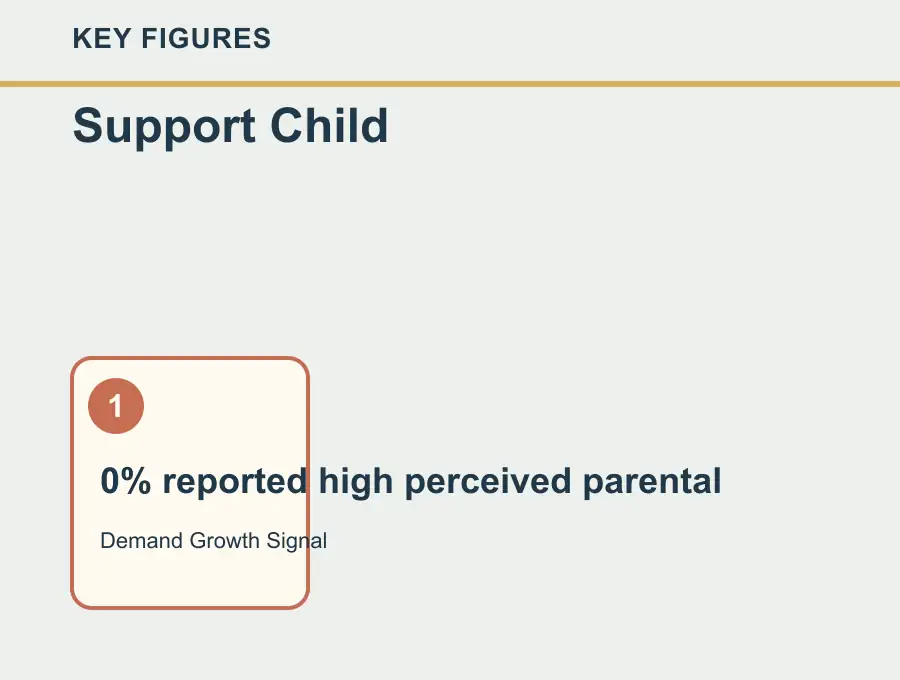 KEY FIGURES
Support Child
1
0% reported high perceived parental
Demand Growth Signal